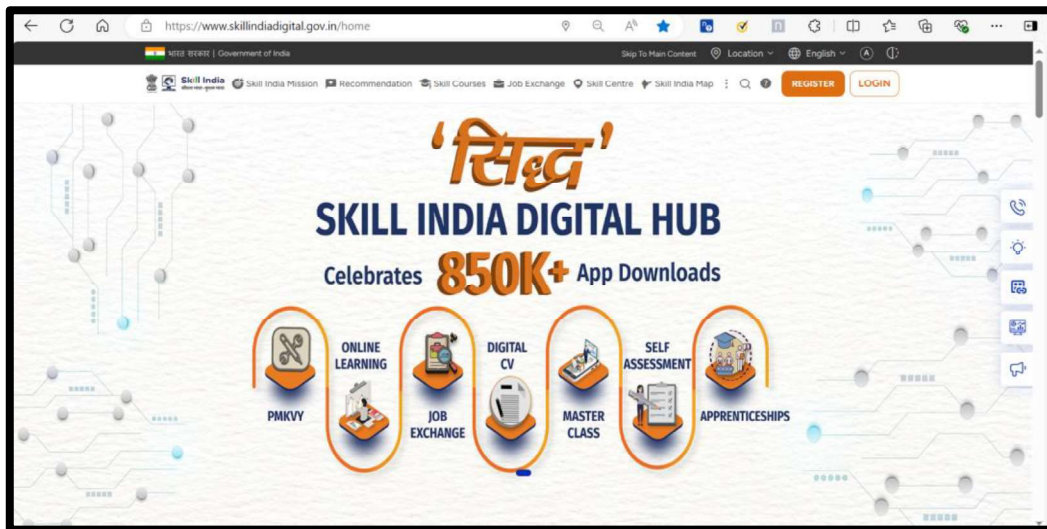 https://www.skillindiadigital.gov.in/home
भारत सरकार | Government of India
Skip To Main Content Location English A
Skill India
Skill India Mission Recommendation Skill Courses Job Exchange Skill Centre Skill India Map REGISTER LOGIN
'सिद्ध'
SKILL INDIA DIGITAL HUB
Celebrates 850K+ App Downloads
PMKVY
ONLINE
LEARNING
JOB
EXCHANGE
DIGITAL
CV
MASTER
CLASS
SELF
ASSESSMENT
APPRENTICESHIPS